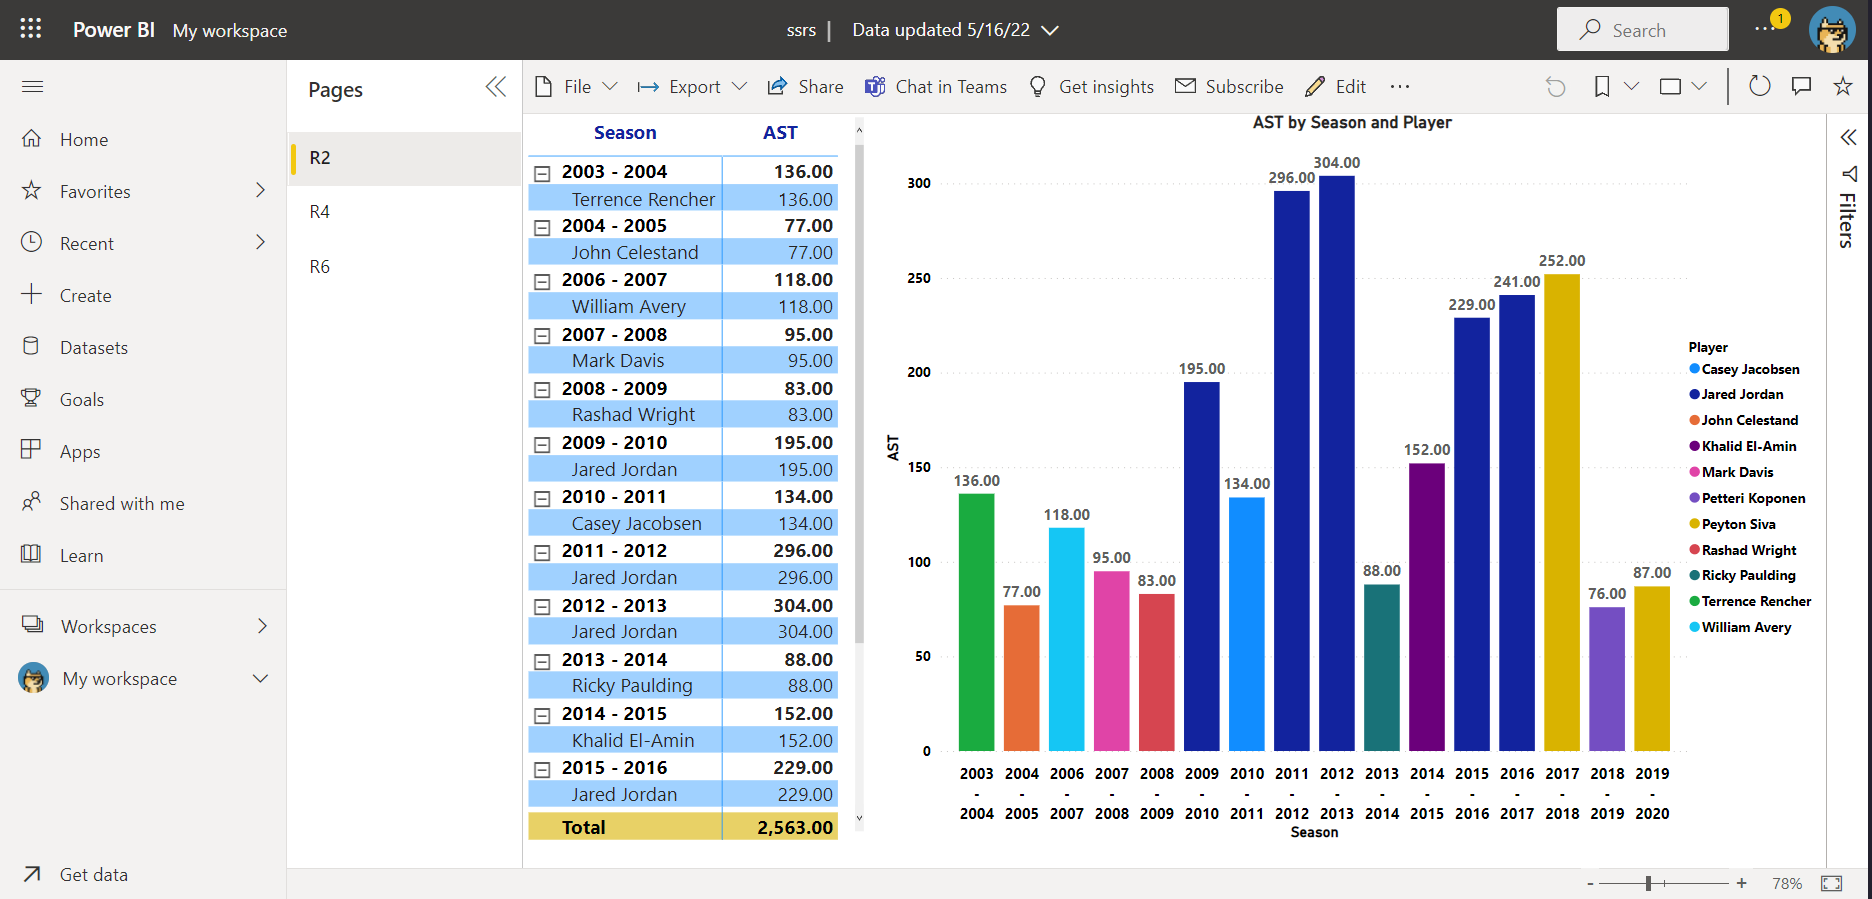 Power BI My workspace
ssrs | Data updated 5/16/22
Search
1
Home
Favorites
Recent
Create
Datasets
Goals
Apps
Shared with me
Learn
Workspaces
My workspace
Get data
Pages
R2
R4
R6
File Export Share Chat in Teams Get insights Subscribe Edit ...
Season AST
2003 - 2004 136.00
Terrence Rencher 136.00
2004 - 2005 77.00
John Celestand 77.00
2006 - 2007 118.00
William Avery 118.00
2007 - 2008 95.00
Mark Davis 95.00
2008 - 2009 83.00
Rashad Wright 83.00
2009 - 2010 195.00
Jared Jordan 195.00
2010 - 2011 134.00
Casey Jacobsen 134.00
2011 - 2012 296.00
Jared Jordan 296.00
2012 - 2013 304.00
Jared Jordan 304.00
2013 - 2014 88.00
Ricky Paulding 88.00
2014 - 2015 152.00
Khalid El-Amin 152.00
2015 - 2016 229.00
Jared Jordan 229.00
Total 2,563.00
AST by Season and Player
AST
300
250
200
150
100
50
0
136.00
77.00
118.00
95.00
83.00
195.00
134.00
296.00
304.00
88.00
152.00
229.00
241.00
252.00
76.00
87.00
2003 2004 2006 2007 2008 2009 2010 2011 2012 2013 2014 2015 2016 2017 2018 2019
- - - - - - - - - - - - - - - -
2004 2005 2007 2008 2009 2010 2011 2012 2013 2014 2015 2016 2017 2018 2019 2020
Season
Player
Casey Jacobsen
Jared Jordan
John Celestand
Khalid El-Amin
Mark Davis
Petteri Koponen
Peyton Siva
Rashad Wright
Ricky Paulding
Terrence Rencher
William Avery
Filters
- + 78%